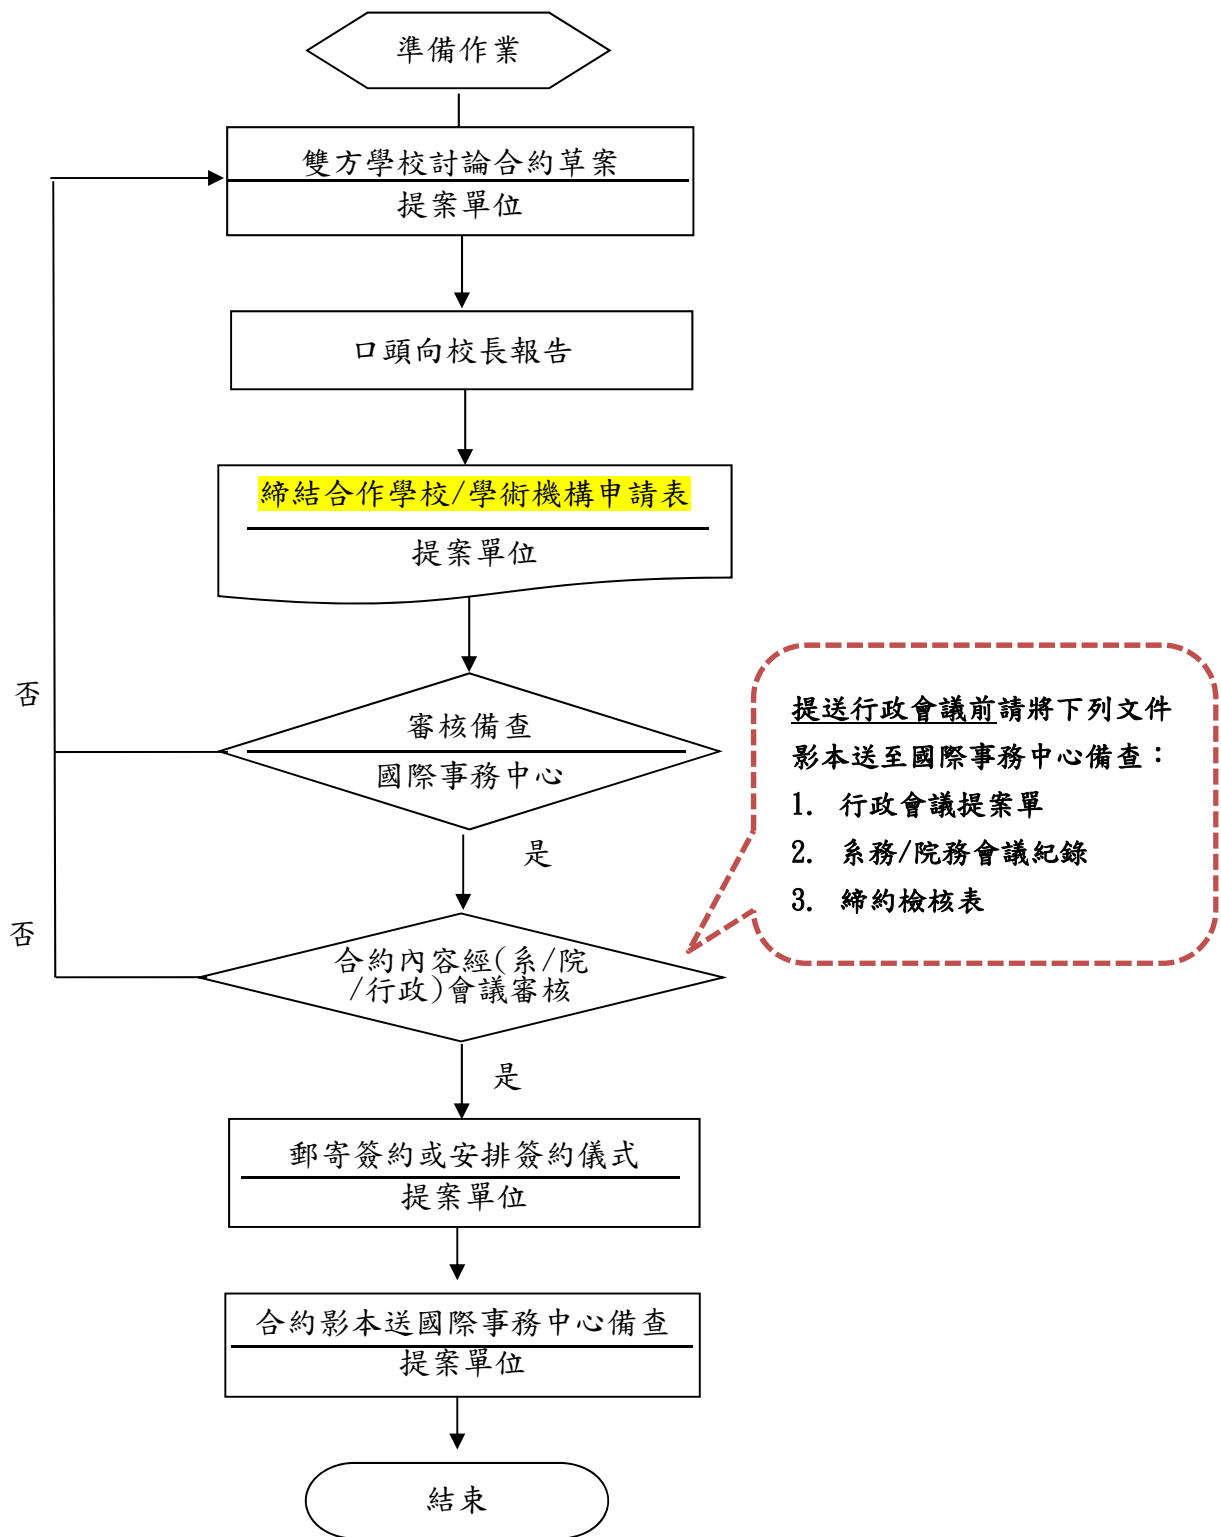 準備作業
雙方學校討論合約草案
提案單位
口頭向校長報告
締結合作學校/學術機構申請表
提案單位
否
審核備查
國際事務中心
是
提送行政會議前請將下列文件
影本送至國際事務中心備查：
1. 行政會議提案單
2. 系務/院務會議紀錄
3. 締約檢核表
否
合約內容經(系/院
/行政)會議審核
是
郵寄簽約或安排簽約儀式
提案單位
合約影本送國際事務中心備查
提案單位
結束